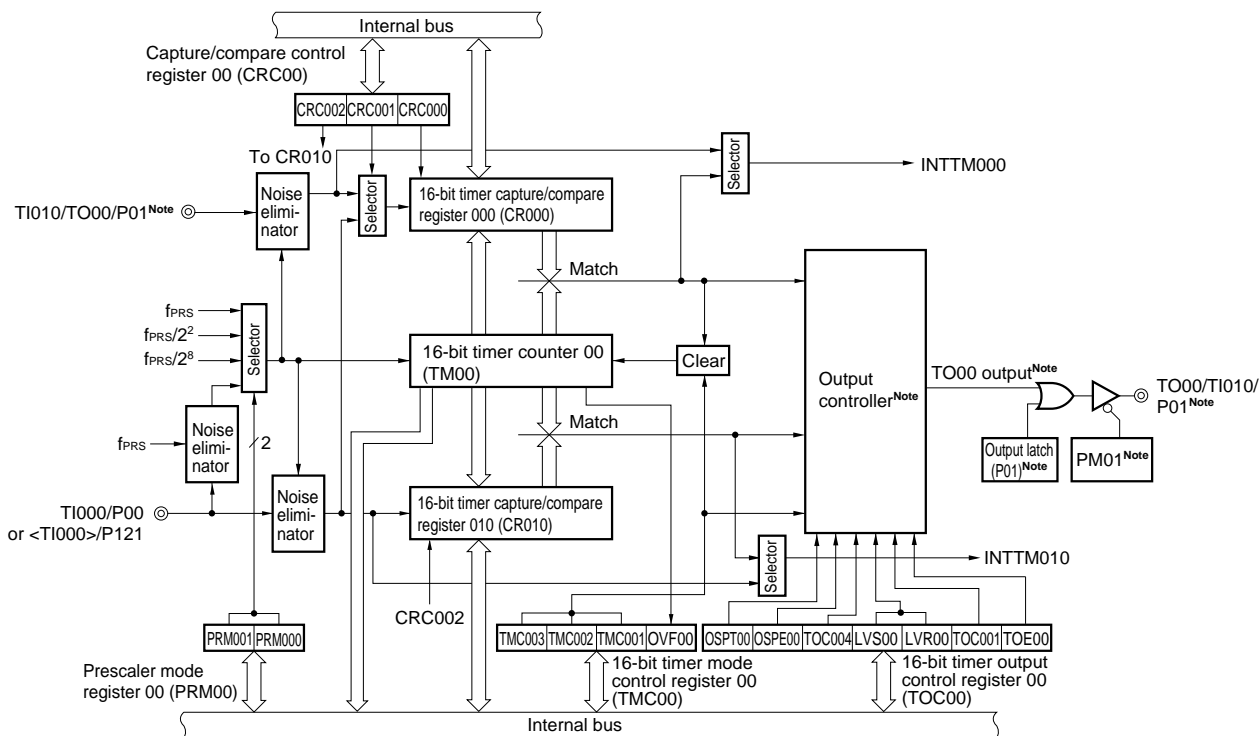 Internal bus
Capture/compare control
register 00 (CRC00)
CRC002 CRC001 CRC000
To CR010
TI010/TO00/P01Note
Noise
elimi-
nator
Selector
16-bit timer capture/compare
register 000 (CR000)
Selector
INTTM000
Match
fPRS
fPRS/2²
fPRS/2⁸
Selector
16-bit timer counter 00
(TM00)
Clear
Output
controllerNote
TO00 outputNote
TO00/TI010/
P01Note
Output latch
(P01)Note
PM01Note
fPRS
Noise
elimi-
nator
2
Match
TI000/P00
or <TI000>/P121
Noise
elimi-
nator
16-bit timer capture/compare
register 010 (CR010)
Selector
INTTM010
CRC002
PRM001 PRM000
Prescaler mode
register 00 (PRM00)
TMC003 TMC002 TMC001 OVF00
16-bit timer mode
control register 00
(TMC00)
OSPT00 OSPE00 TOC004 LVS00 LVR00 TOC001 TOE00
16-bit timer output
control register 00
(TOC00)
Internal bus